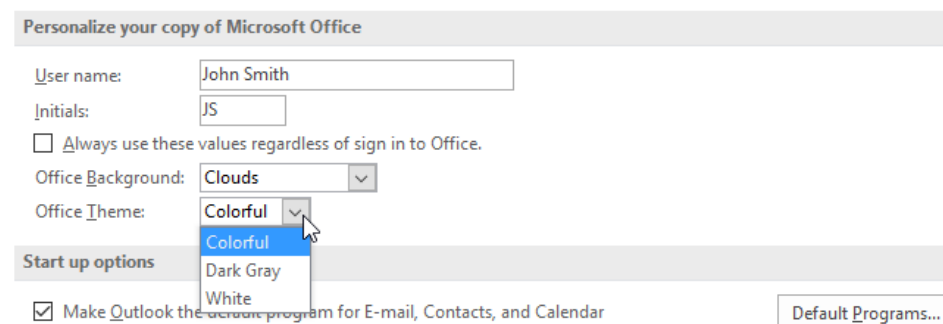 Personalize your copy of Microsoft Office
User name: John Smith
Initials: JS
Always use these values regardless of sign in to Office.
Office Background: Clouds
Office Theme: Colorful
Colorful
Start up options
Dark Gray
White
Make Outlook the default program for E-mail, Contacts, and Calendar
Default Programs...